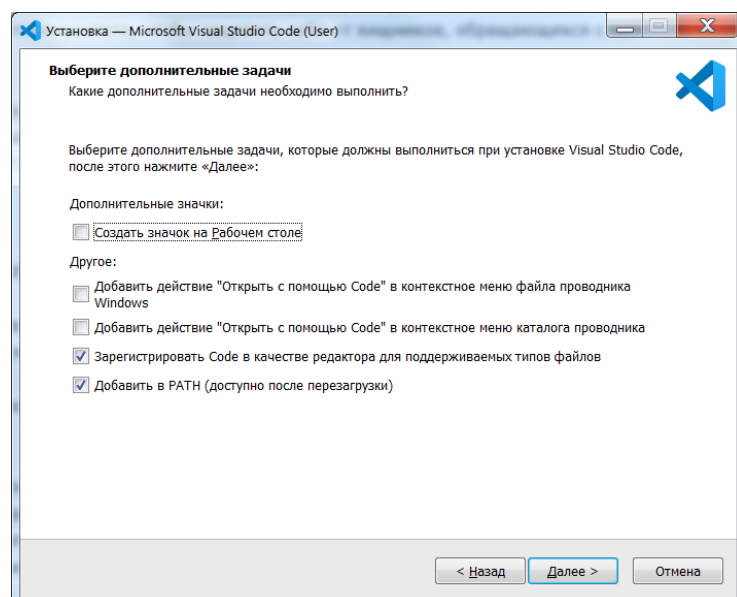 Установка — Microsoft Visual Studio Code (User)
Выберите дополнительные задачи
Какие дополнительные задачи необходимо выполнить?
Выберите дополнительные задачи, которые должны выполниться при установке Visual Studio Code,
после этого нажмите «Далее»:
Дополнительные значки:
Создать значок на Рабочем столе
Другое:
Добавить действие "Открыть с помощью Code" в контекстное меню файла проводника
Windows
Добавить действие "Открыть с помощью Code" в контекстное меню каталога проводника
Зарегистрировать Code в качестве редактора для поддерживаемых типов файлов
Добавить в PATH (доступно после перезагрузки)
< Назад
Далее >
Отмена